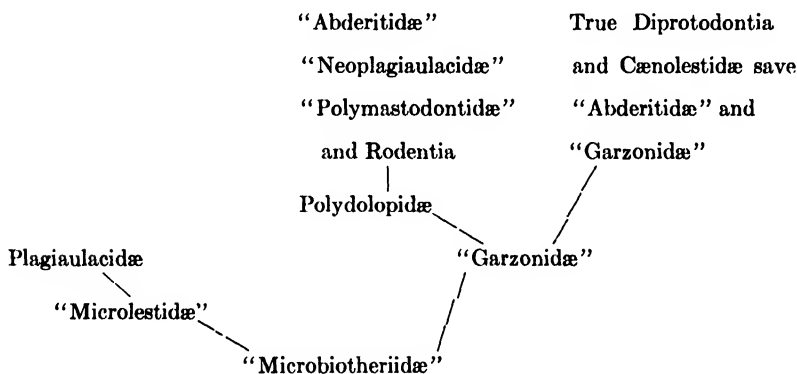 “Abderitidæ” True Diprotodontia
“Neoplagiaulacidæ” and Cænolestidæ save
“Polymastodontidæ” “Abderitidæ” and
and Rodentia “Garzonidæ”
Polydolopidæ
Plagiaulacidæ “Garzonidæ”
“Microlestidæ”
“Microbiotheriidæ”